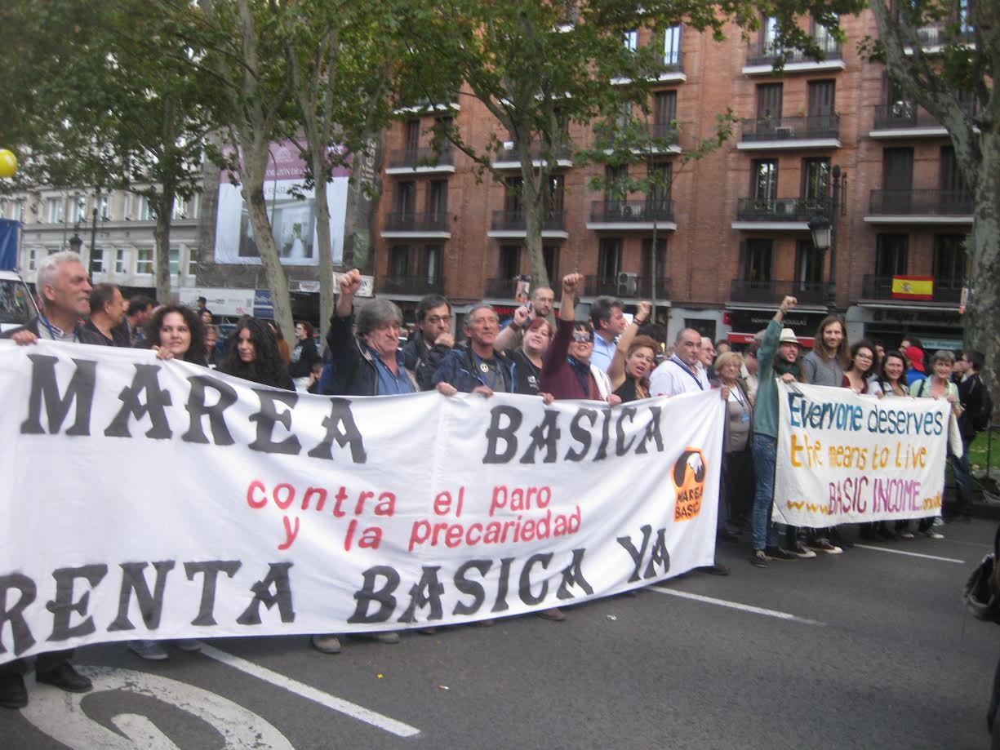 MAREA BASICA
contra el paro
y la precariedad
RENTA BASICA YA
MAREA
BASICA
Everyone deserves
the means to Live
www.BASIC INCOME.org.uk